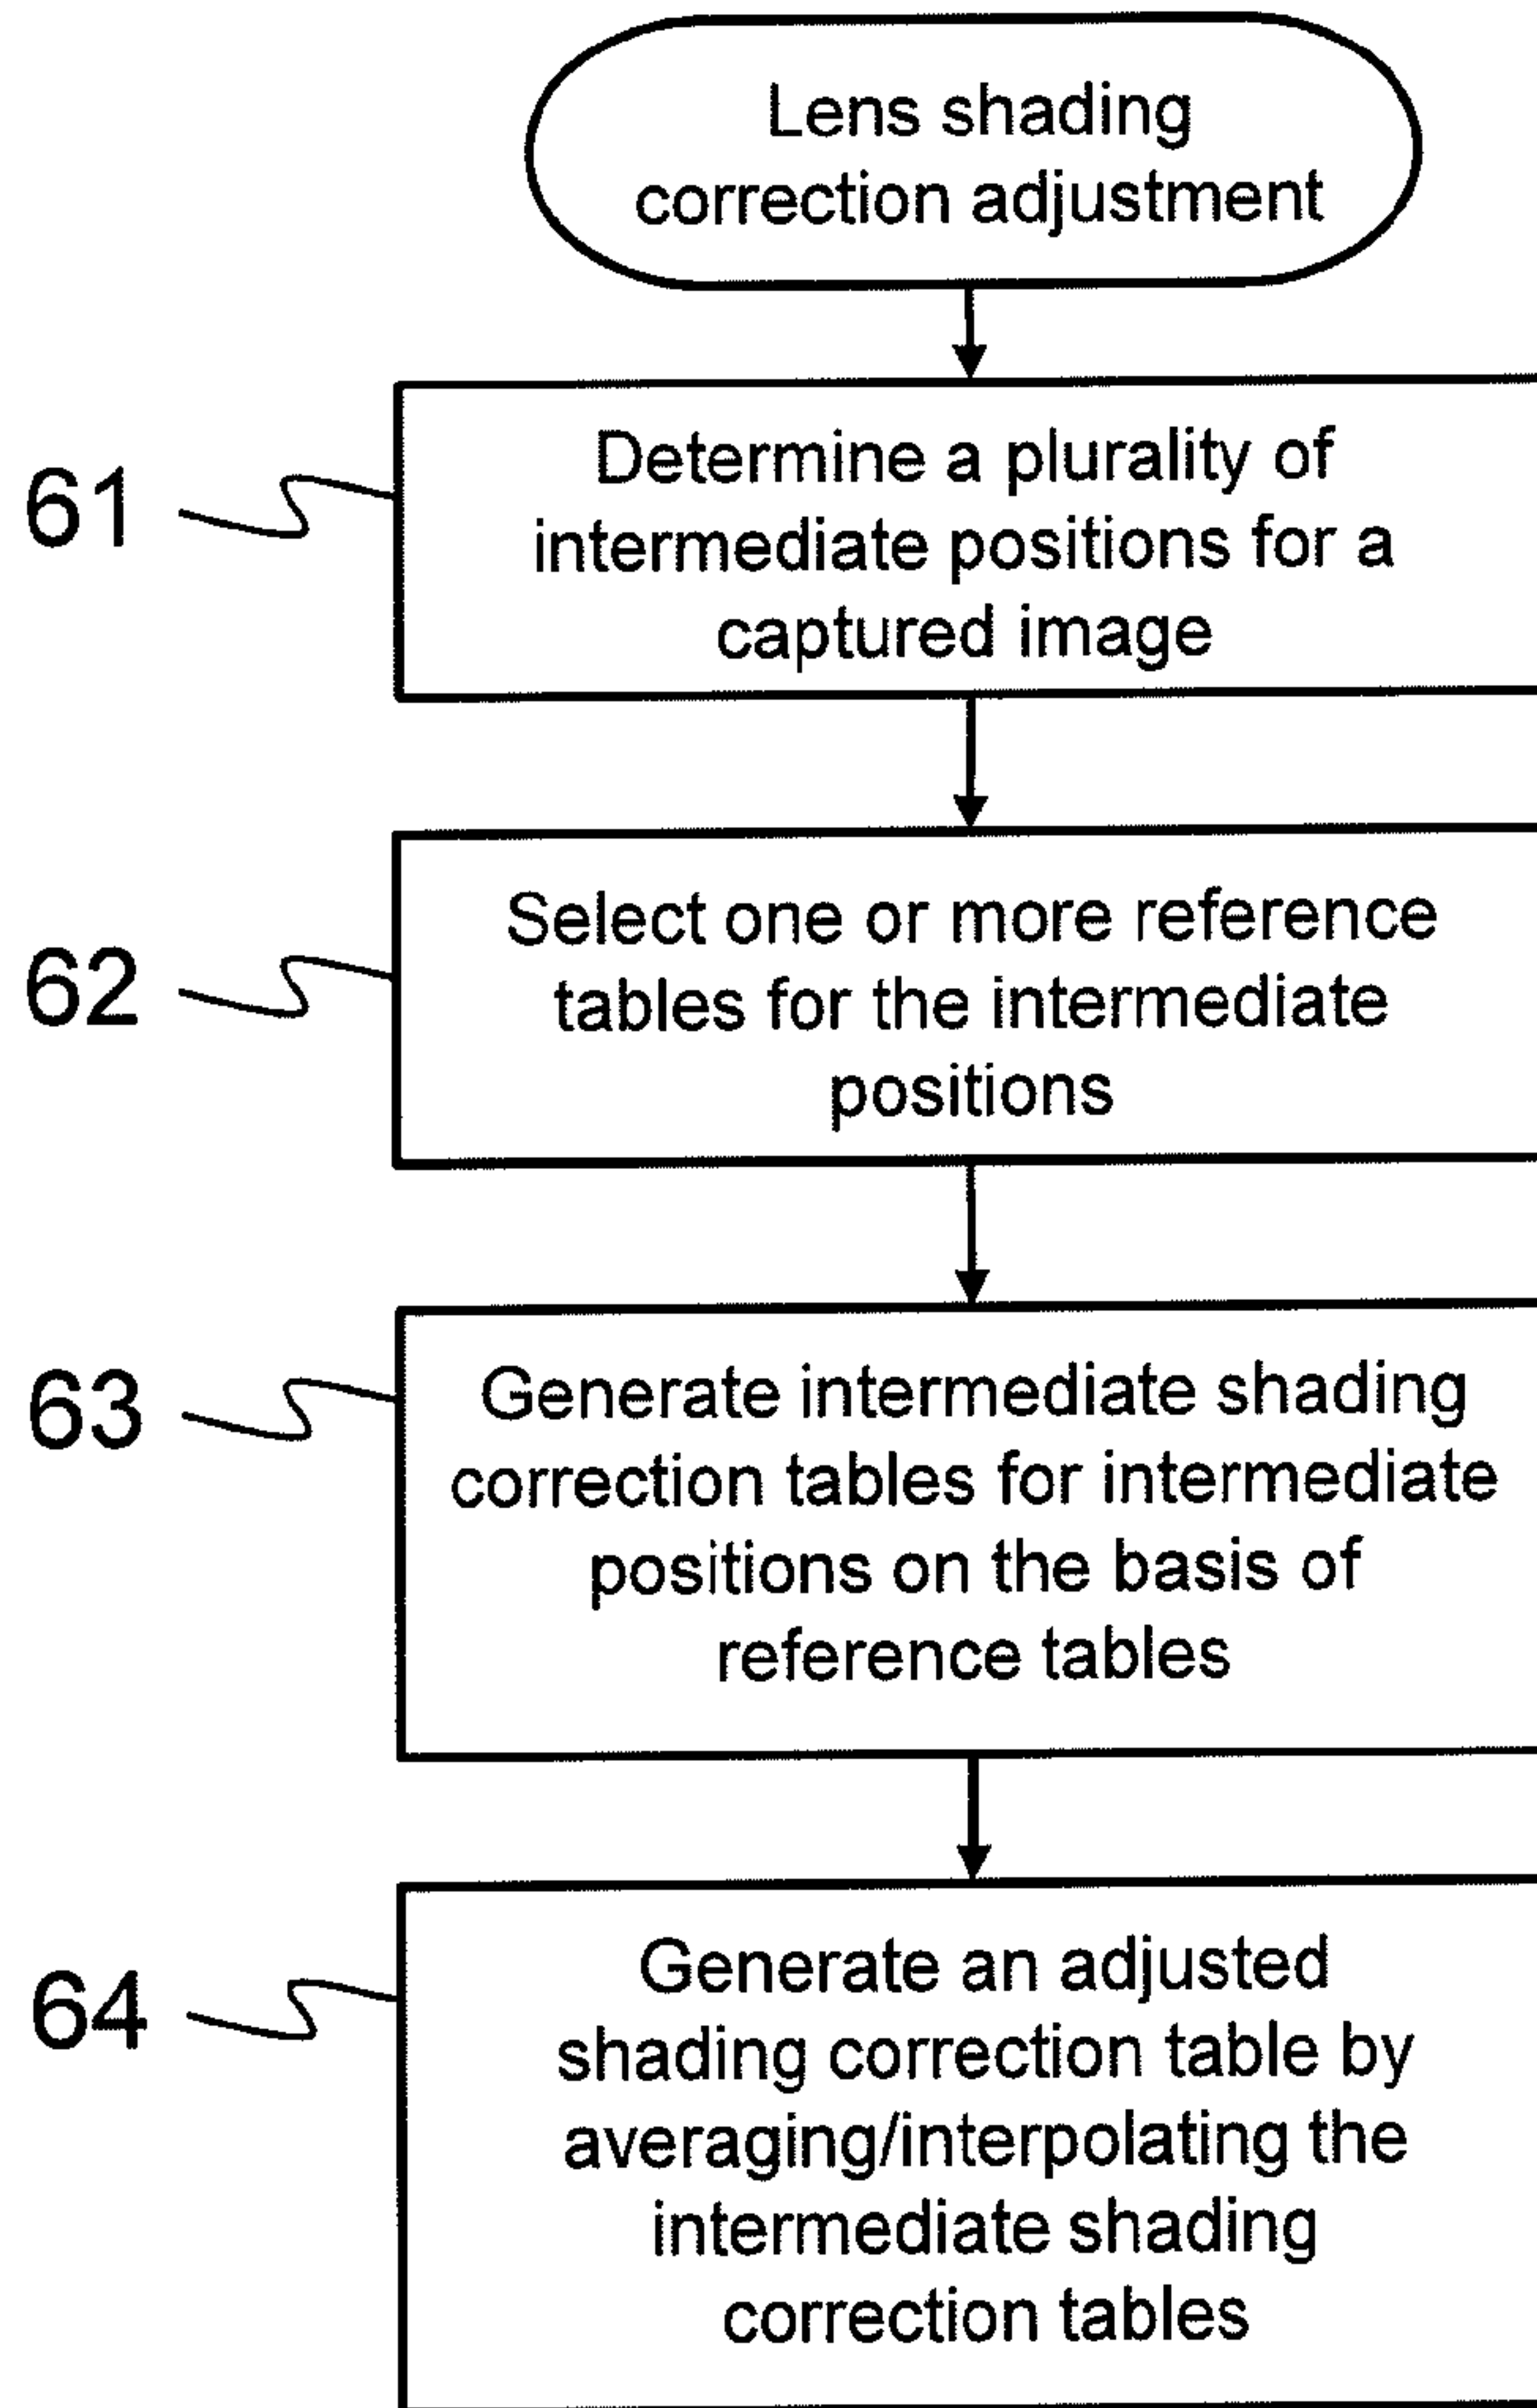 Lens shading
correction adjustment
61
Determine a plurality of
intermediate positions for a
captured image
62
Select one or more reference
tables for the intermediate
positions
63
Generate intermediate shading
correction tables for intermediate
positions on the basis of
reference tables
64
Generate an adjusted
shading correction table by
averaging/interpolating the
intermediate shading
correction tables